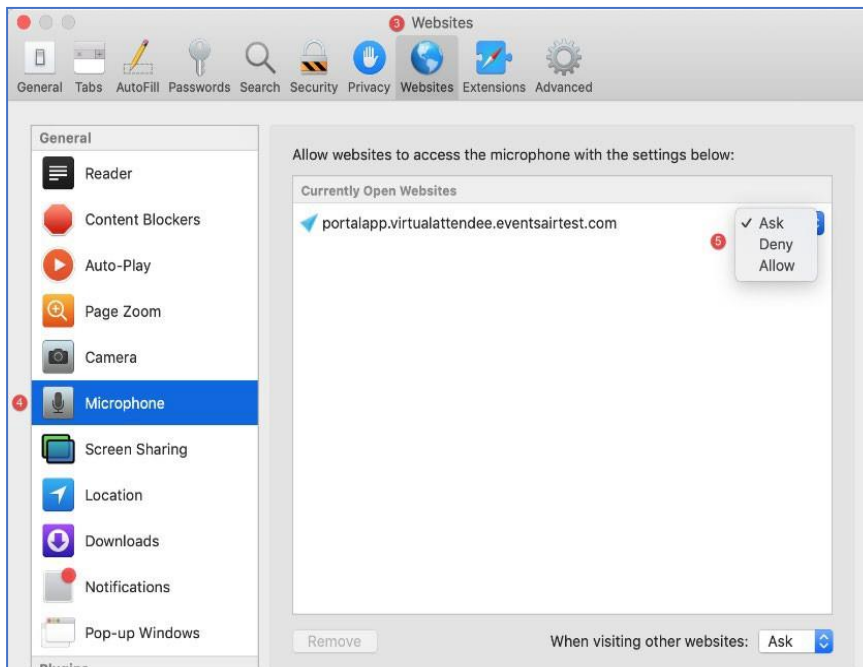 3 Websites
General Tabs AutoFill Passwords Search Security Privacy Websites Extensions Advanced
General
Reader
Content Blockers
Auto-Play
Page Zoom
Camera
4 Microphone
Screen Sharing
Location
Downloads
Notifications
Pop-up Windows
Plugins
Allow websites to access the microphone with the settings below:
Currently Open Websites
portalapp.virtualattendee.eventsairtest.com
5
✓ Ask
Deny
Allow
Remove
When visiting other websites: Ask